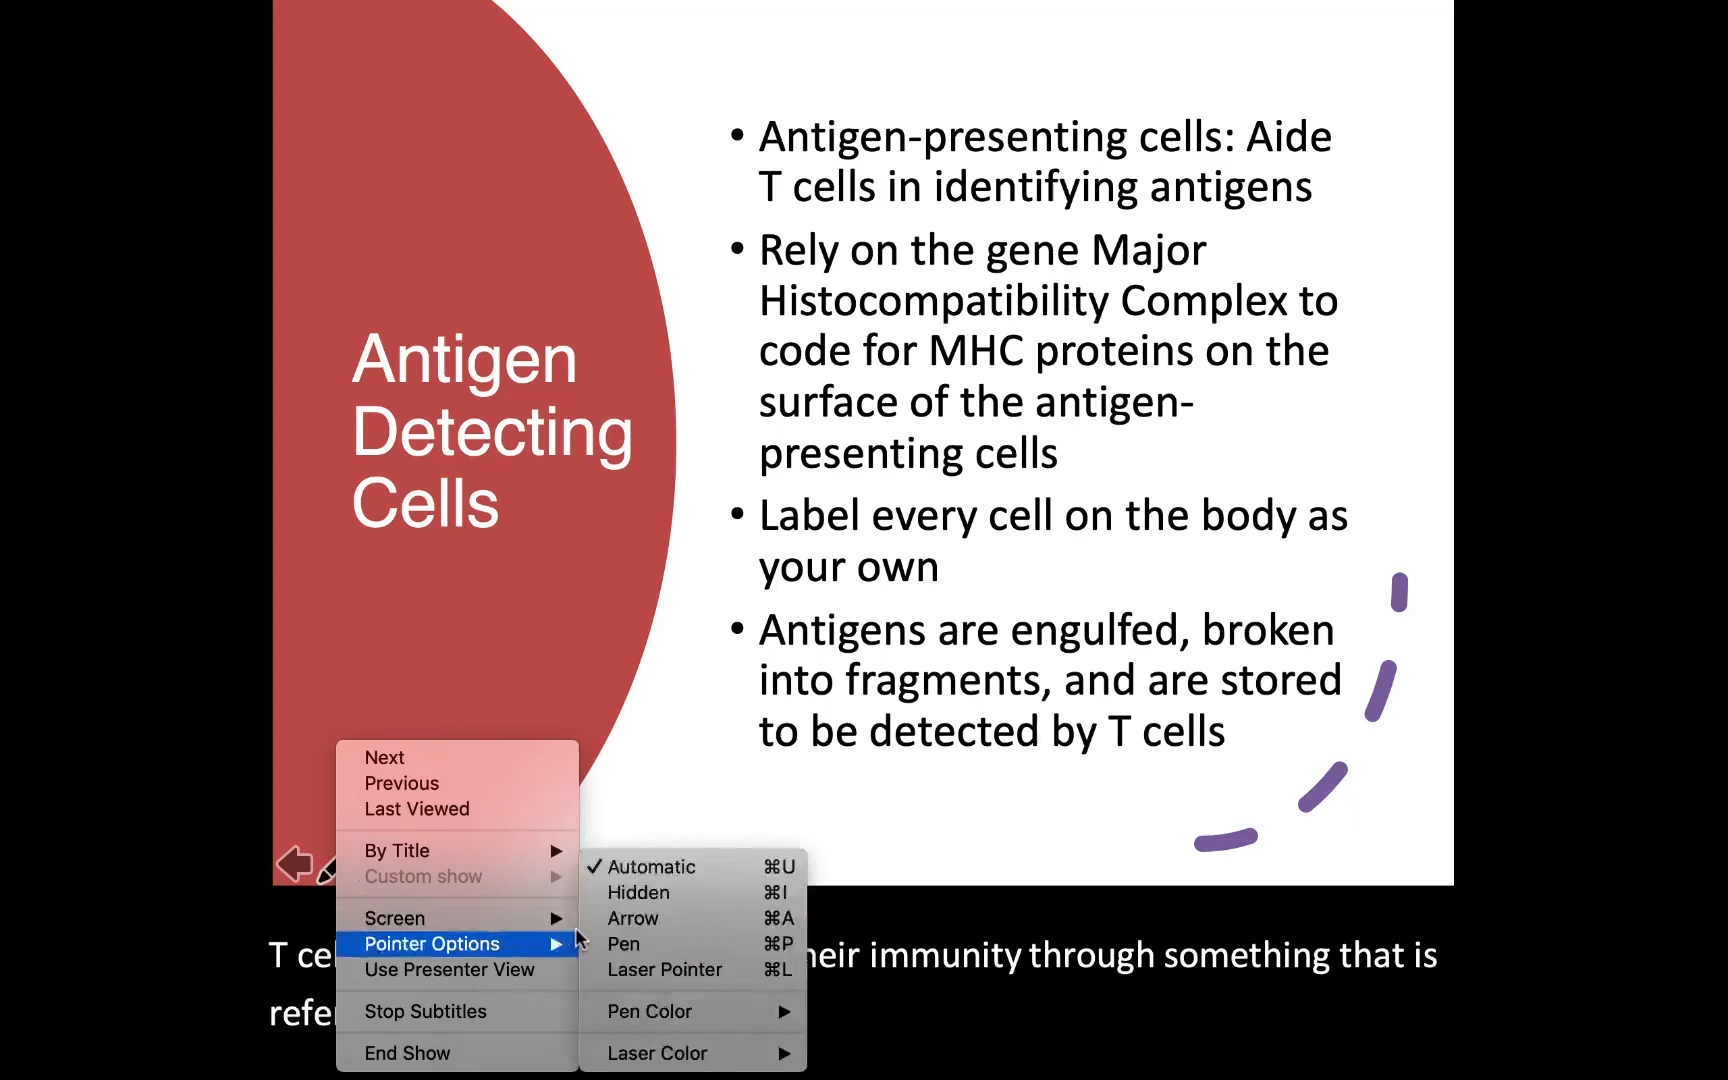 Antigen
Detecting
Cells
• Antigen-presenting cells: Aide
T cells in identifying antigens
• Rely on the gene Major
Histocompatibility Complex to
code for MHC proteins on the
surface of the antigen-
presenting cells
• Label every cell on the body as
your own
• Antigens are engulfed, broken
into fragments, and are stored
to be detected by T cells
Next
Previous
Last Viewed
By Title
Custom show
Screen
Pointer Options
Use Presenter View
Stop Subtitles
End Show
✓ Automatic ⌘U
Hidden ⌘I
Arrow ⌘A
Pen ⌘P
Laser Pointer ⌘L
Pen Color
Laser Color
T immunity through something that is